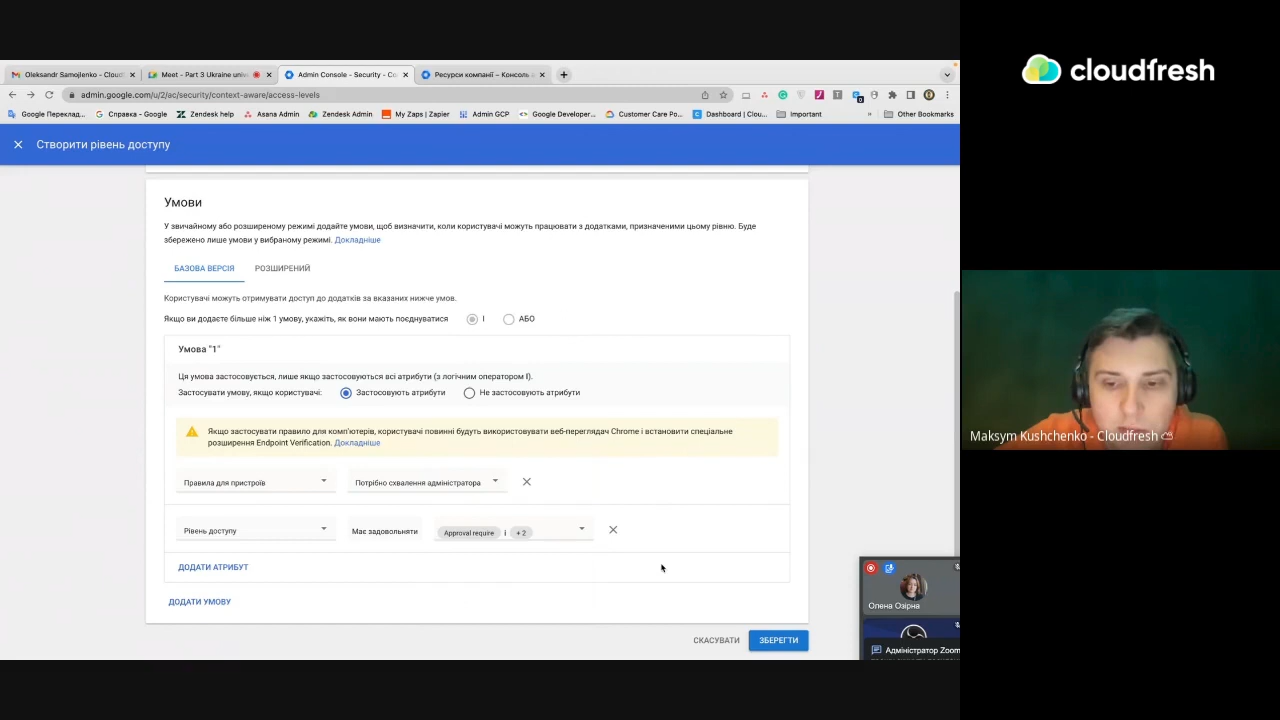 cloudfresh
Oleksandr Samojlenko - Cloud
Meet - Part 3 Ukraine unive
Admin Console - Security - Co
Ресурси компанії – Консоль
admin.google.com/u/2/ac/security/context-aware/access-levels
Google Переклад...
Справка - Google
Zendesk help
Asana Admin
Zendesk Admin
My Zaps | Zapier
Admin GCP
Google Developer...
Customer Care Po...
Dashboard | Clou...
Important
»
Other Bookmarks
Створити рівень доступу
Умови
У звичайному або розширеному режимі додайте умови, щоб визначити, коли користувачі можуть працювати з додатками, призначеними цьому рівню. Буде
збережено лише умови у вибраному режимі. Докладніше
БАЗОВА ВЕРСІЯ
РОЗШИРЕНИЙ
Користувачі можуть отримувати доступ до додатків за вказаних нижче умов.
Якщо ви додаєте більше ніж 1 умову, укажіть, як вони мають поєднуватися
І
АБО
Умова "1"
Ця умова застосовується, лише якщо застосовуються всі атрибути (з логічним оператором І).
Застосувати умову, якщо користувачі:
Застосовують атрибути
Не застосовують атрибути
Якщо застосувати правило для комп'ютерів, користувачі повинні будуть використовувати веб-переглядач Chrome і встановити спеціальне
розширення Endpoint Verification. Докладніше
Правила для пристроїв
Потрібно схвалення адміністратора
Рівень доступу
Має задовольняти
Approval require і +2
ДОДАТИ АТРИБУТ
ДОДАТИ УМОВУ
СКАСУВАТИ
ЗБЕРЕГТИ
Олена Озірна
Адміністратор Zoom
Maksym Kushchenko - Cloudfresh